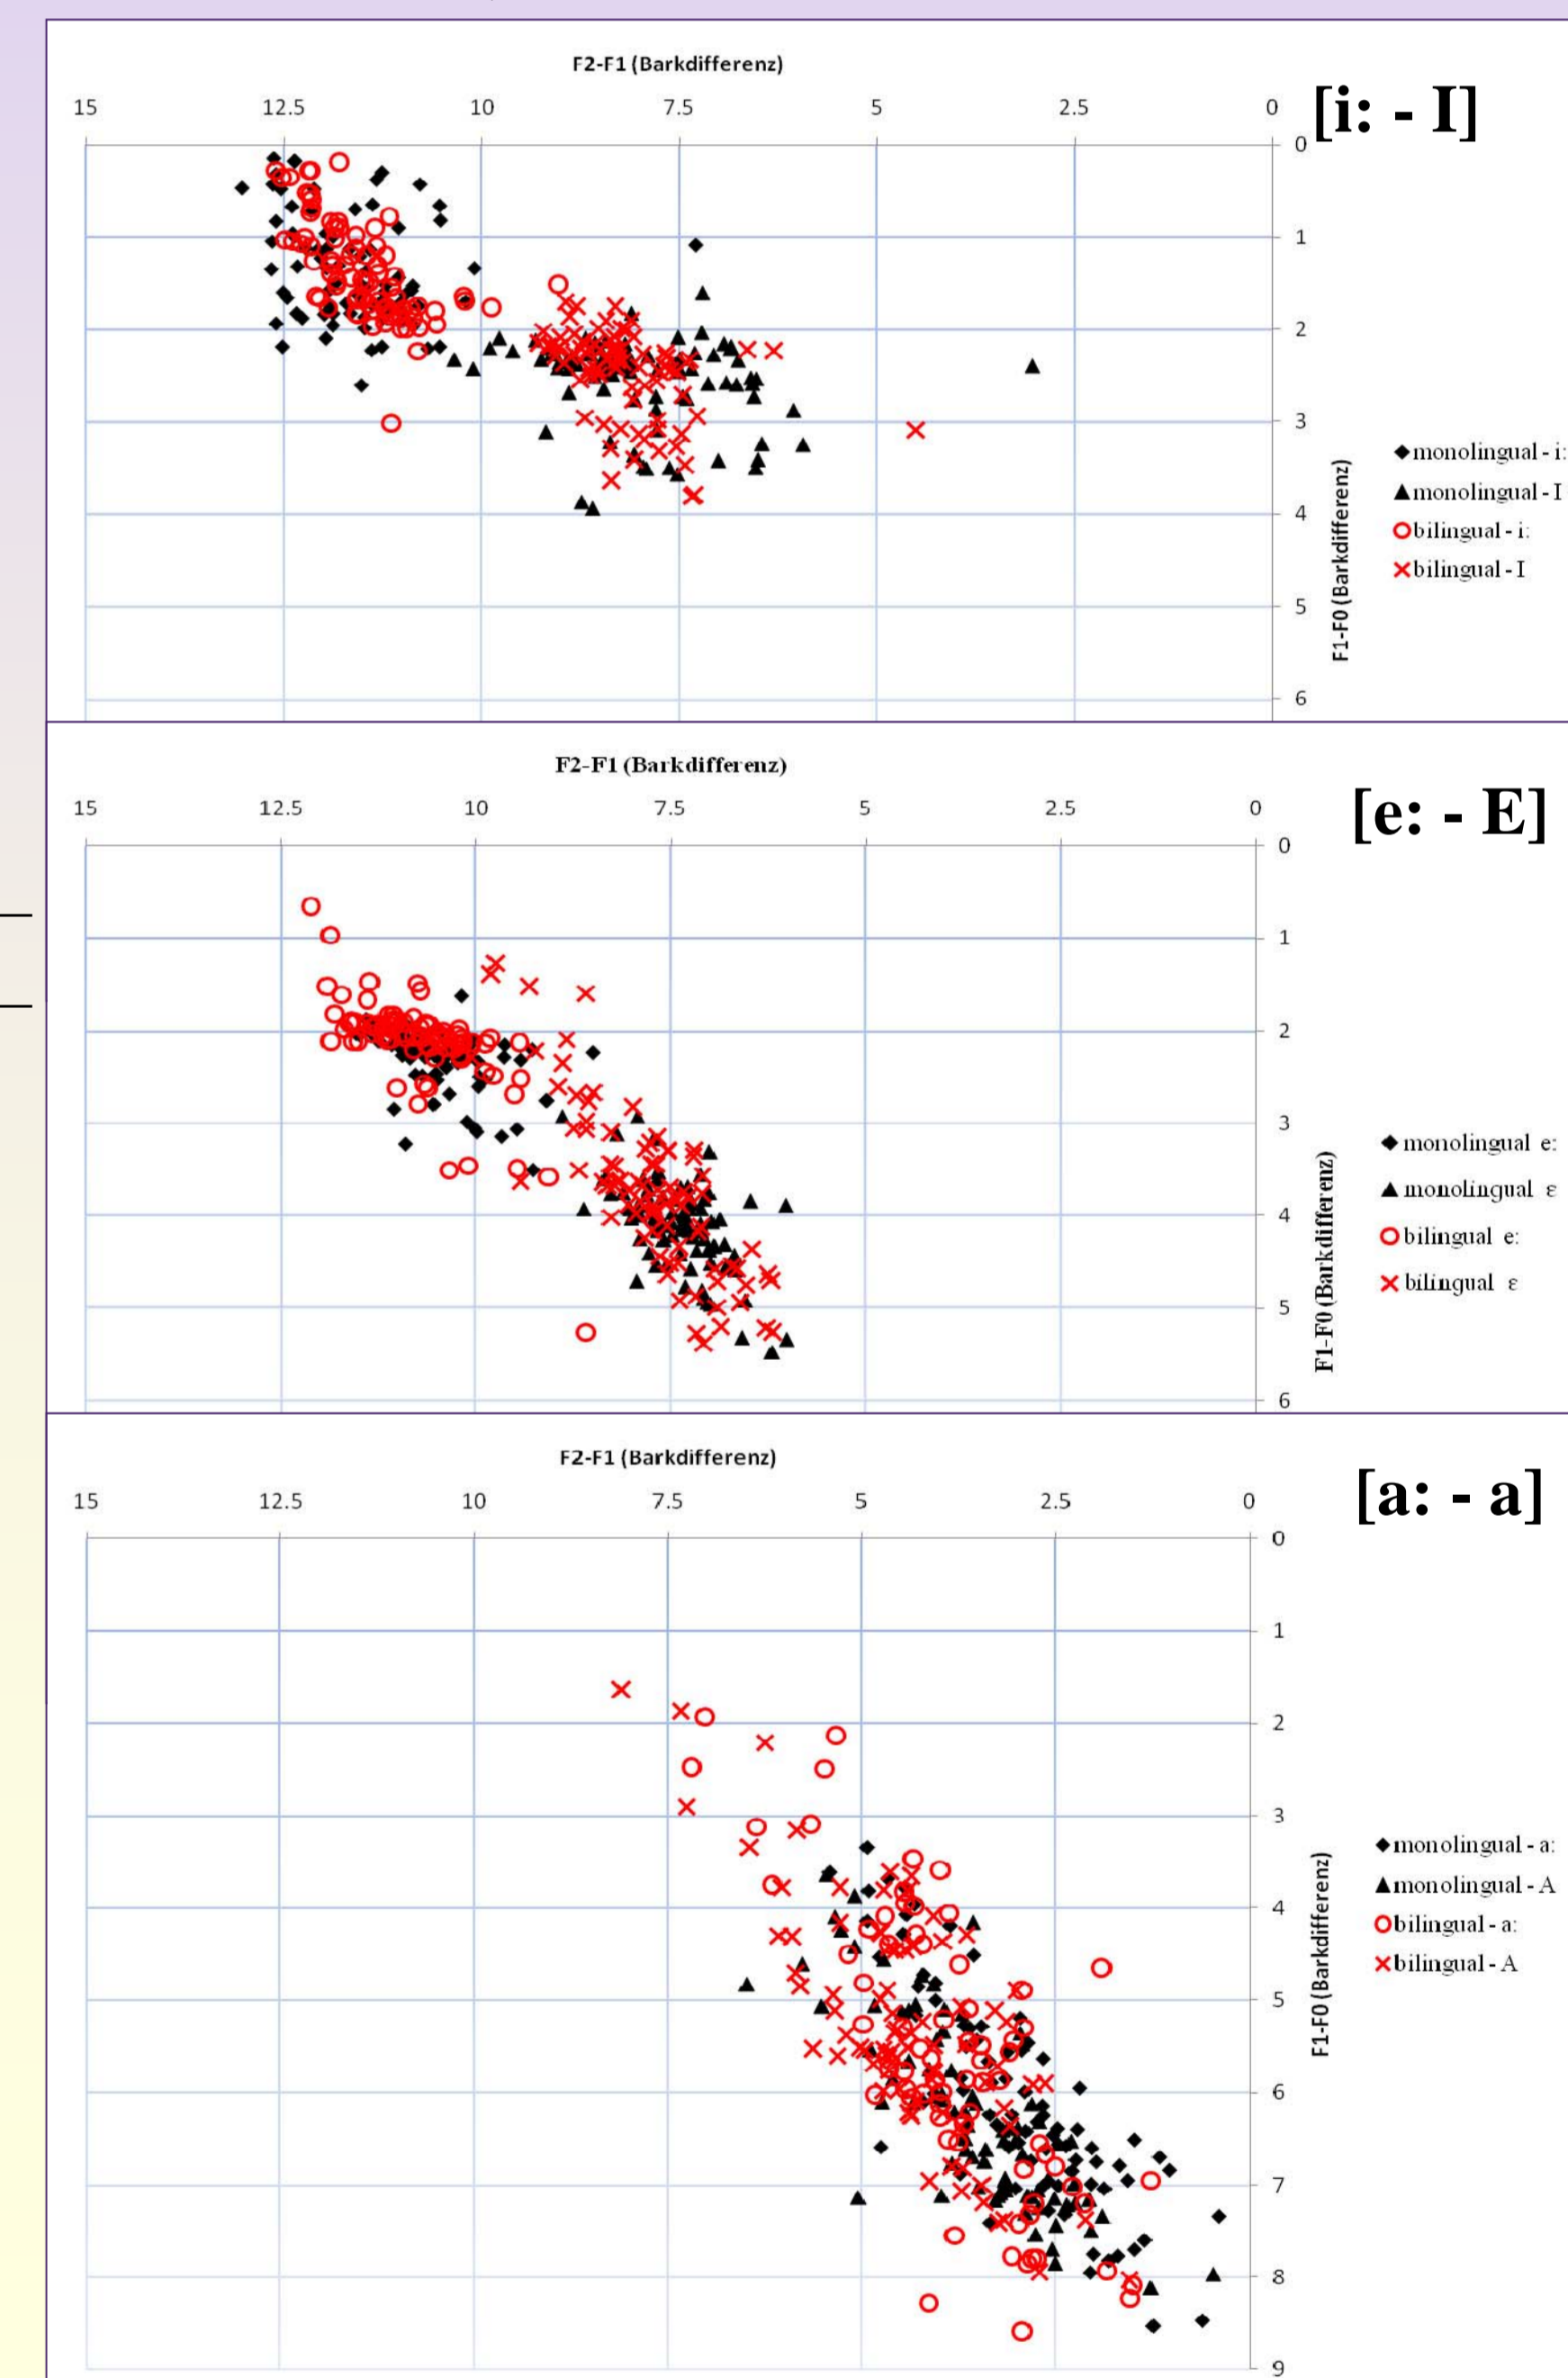 F2-F1 (Barkdifferenz)
[i: - I]
15 12.5 10 7.5 5 2.5 0
0
1
2
3
4
5
6
F1-F0 (Barkdifferenz)
monolingual - i:
monolingual - I
bilingual - i:
bilingual - I
F2-F1 (Barkdifferenz)
[e: - E]
15 12.5 10 7.5 5 2.5 0
0
1
2
3
4
5
6
F1-F0 (Barkdifferenz)
monolingual e:
monolingual ε
bilingual e:
bilingual ε
F2-F1 (Barkdifferenz)
[a: - a]
15 12.5 10 7.5 5 2.5 0
0
1
2
3
4
5
6
7
8
9
F1-F0 (Barkdifferenz)
monolingual - a:
monolingual - A
bilingual - a:
bilingual - A